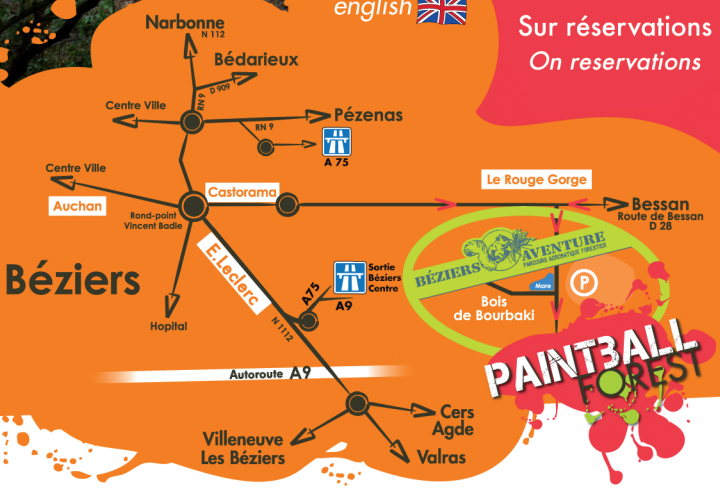 english
Sur réservations
On reservations
Narbonne
N 112
Bédarieux
D 909
RN 9
Centre Ville
Pézenas
RN 9
A 75
Centre Ville
Auchan
Castorama
Le Rouge Gorge
Bessan
Route de Bessan
D 28
Rond-point
Vincent Badie
BÉZIERS AVENTURE
PARCOURS ACROBATIQUE FORESTIER
Béziers
E.Leclerc
Sortie
Béziers
Centre
A75
A9
Mare
P
Bois
de Bourbaki
Hopital
N 1112
PAINTBALL
FOREST
Autoroute A9
Cers
Agde
Villeneuve
Les Béziers
Valras